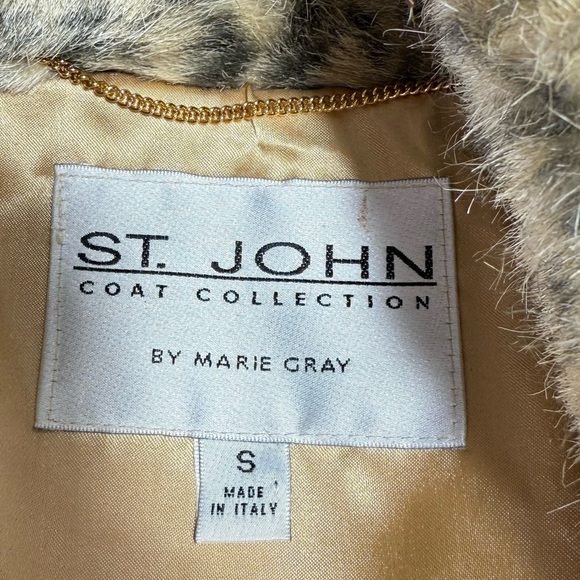 ST. JOHN
COAT COLLECTION
BY MARIE GRAY
S
MADE
IN ITALY